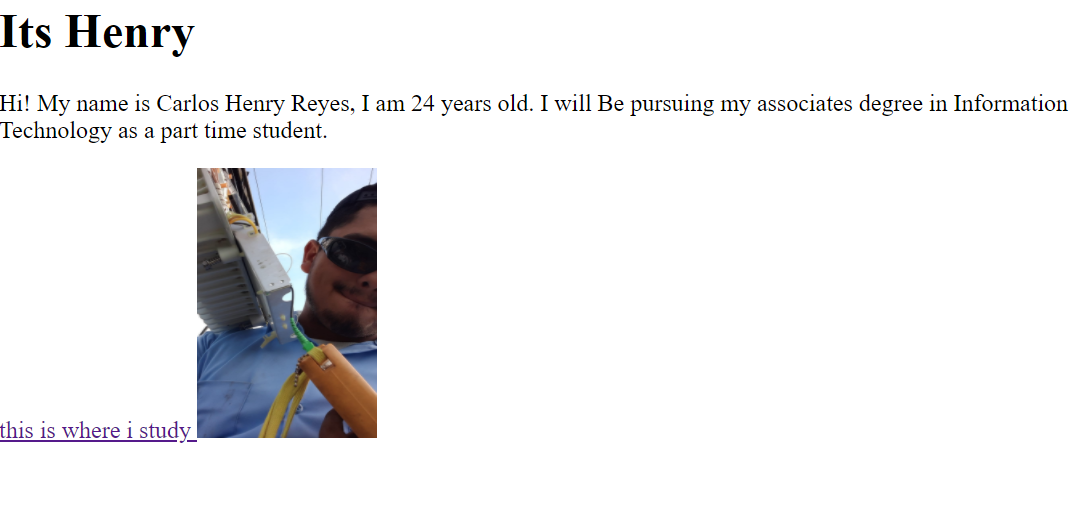 Its Henry
Hi! My name is Carlos Henry Reyes, I am 24 years old. I will Be pursuing my associates degree in Information
Technology as a part time student.
this is where i study